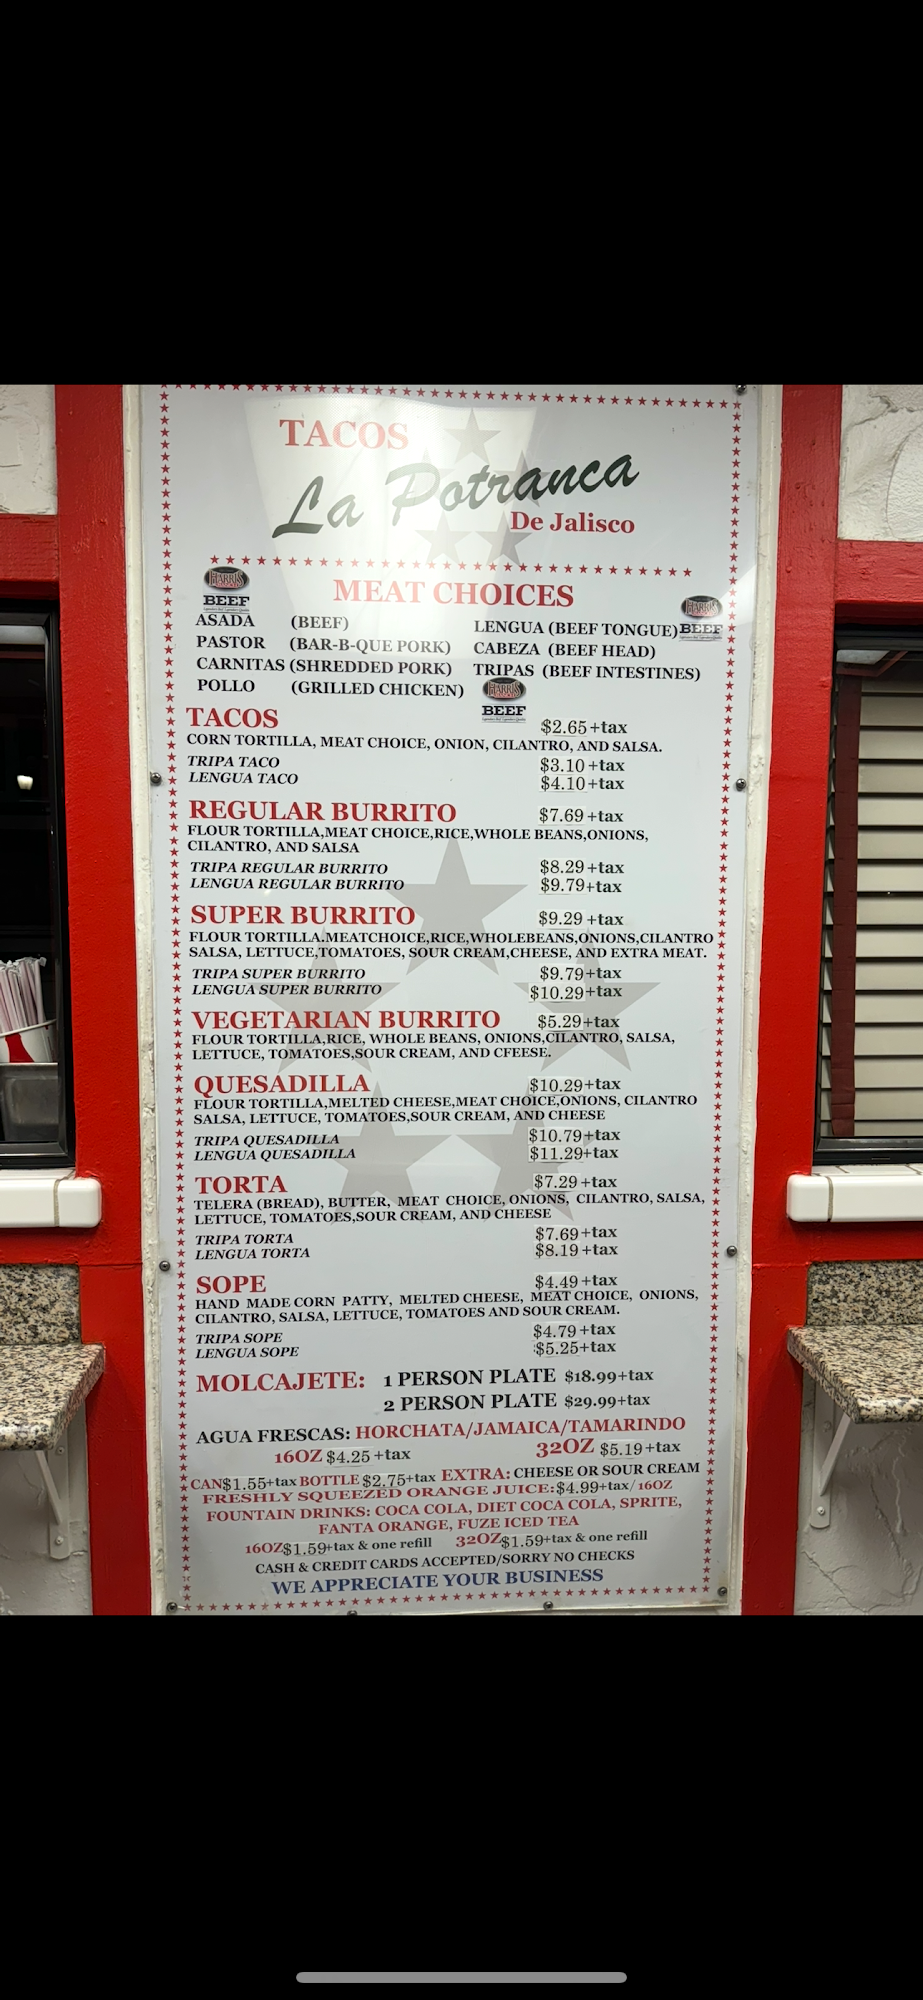 TACOS
La Potranca
De Jalisco
HARRIS
BEEF
MEAT CHOICES
HARRIS
BEEF
ASADA (BEEF)
LENGUA (BEEF TONGUE)
PASTOR (BAR-B-QUE PORK)
CABEZA (BEEF HEAD)
CARNITAS (SHREDDED PORK)
TRIPAS (BEEF INTESTINES)
POLLO (GRILLED CHICKEN)
HARRIS
BEEF
TACOS $2.65+tax
CORN TORTILLA, MEAT CHOICE, ONION, CILANTRO, AND SALSA.
TRIPA TACO $3.10+tax
LENGUA TACO $4.10+tax
REGULAR BURRITO $7.69+tax
FLOUR TORTILLA,MEAT CHOICE,RICE,WHOLE BEANS,ONIONS,
CILANTRO, AND SALSA
TRIPA REGULAR BURRITO $8.29+tax
LENGUA REGULAR BURRITO $9.79+tax
SUPER BURRITO $9.29+tax
FLOUR TORTILLA.MEATCHOICE,RICE,WHOLEBEANS,ONIONS,CILANTRO
SALSA, LETTUCE,TOMATOES, SOUR CREAM,CHEESE, AND EXTRA MEAT.
TRIPA SUPER BURRITO $9.79+tax
LENGUA SUPER BURRITO $10.29+tax
VEGETARIAN BURRITO $5.29+tax
FLOUR TORTILLA,RICE, WHOLE BEANS, ONIONS,CILANTRO, SALSA,
LETTUCE, TOMATOES,SOUR CREAM, AND CFEESE.
QUESADILLA $10.29+tax
FLOUR TORTILLA,MELTED CHEESE,MEAT CHOICE,ONIONS, CILANTRO
SALSA, LETTUCE, TOMATOES,SOUR CREAM, AND CHEESE
TRIPA QUESADILLA $10.79+tax
LENGUA QUESADILLA $11.29+tax
TORTA $7.29+tax
TELERA (BREAD), BUTTER, MEAT CHOICE, ONIONS, CILANTRO, SALSA,
LETTUCE, TOMATOES,SOUR CREAM, AND CHEESE
TRIPA TORTA $7.69+tax
LENGUA TORTA $8.19+tax
SOPE $4.49+tax
HAND MADE CORN PATTY, MELTED CHEESE, MEAT CHOICE, ONIONS,
CILANTRO, SALSA, LETTUCE, TOMATOES AND SOUR CREAM.
TRIPA SOPE $4.79+tax
LENGUA SOPE $5.25+tax
MOLCAJETE: 1 PERSON PLATE $18.99+tax
2 PERSON PLATE $29.99+tax
AGUA FRESCAS: HORCHATA/JAMAICA/TAMARINDO
16OZ $4.25+tax 32OZ $5.19+tax
CAN$1.55+tax BOTTLE $2.75+tax EXTRA: CHEESE OR SOUR CREAM
FRESHLY SQUEEZED ORANGE JUICE:$4.99+tax/16OZ
FOUNTAIN DRINKS: COCA COLA, DIET COCA COLA, SPRITE,
FANTA ORANGE, FUZE ICED TEA
16OZ$1.59+tax & one refill 32OZ$1.59+tax & one refill
CASH & CREDIT CARDS ACCEPTED/SORRY NO CHECKS
WE APPRECIATE YOUR BUSINESS